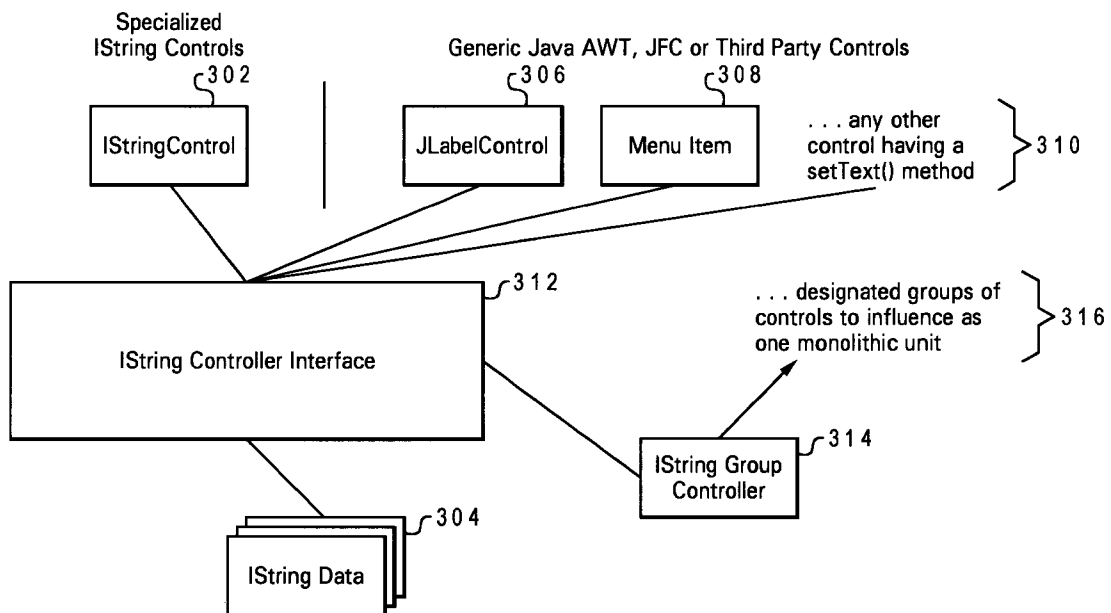 Specialized
IString Controls
Generic Java AWT, JFC or Third Party Controls
302
306
308
IStringControl
JLabelControl
Menu Item
. . . any other
control having a
setText() method
310
312
IString Controller Interface
. . . designated groups of
controls to influence as
one monolithic unit
316
314
IString Group
Controller
304
IString Data